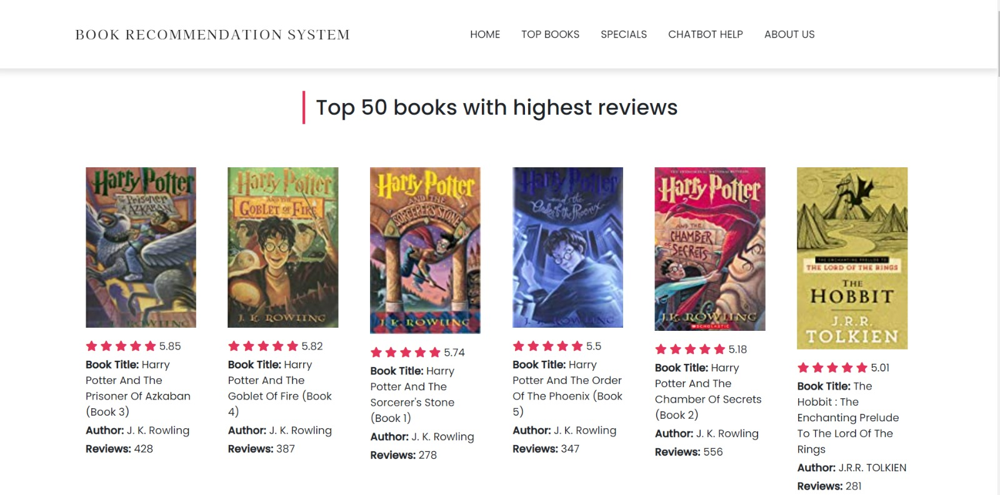 BOOK RECOMMENDATION SYSTEM
HOME TOP BOOKS SPECIALS CHATBOT HELP ABOUT US
Top 50 books with highest reviews
Harry Potter
and the
Prisoner
of AZKABAN
J. K. ROWLING
5.85
Book Title: Harry
Potter And The
Prisoner Of Azkaban
(Book 3)
Author: J. K. Rowling
Reviews: 428
Harry Potter
AND THE
GOBLET OF FIRE
J. K. ROWLING
5.82
Book Title: Harry
Potter And The
Goblet Of Fire (Book
4)
Author: J. K. Rowling
Reviews: 387
Harry Potter
AND THE
SORCERER'S STONE
J. K. ROWLING
5.74
Book Title: Harry
Potter And The
Sorcerer's Stone
(Book 1)
Author: J. K. Rowling
Reviews: 278
Harry Potter
and the
Order of the Phoenix
J. K. ROWLING
5.5
Book Title: Harry
Potter And The Order
Of The Phoenix (Book
5)
Author: J. K. Rowling
Reviews: 347
Harry Potter
AND THE
CHAMBER
OF SECRETS
J. K. ROWLING
SCHOLASTIC
5.18
Book Title: Harry
Potter And The
Chamber Of Secrets
(Book 2)
Author: J. K. Rowling
Reviews: 556
THE ENCHANTING PRELUDE TO
THE LORD OF THE RINGS
THE
HOBBIT
J.R.R.
TOLKIEN
5.01
Book Title: The
Hobbit : The
Enchanting Prelude
To The Lord Of The
Rings
Author: J.R.R. TOLKIEN
Reviews: 281